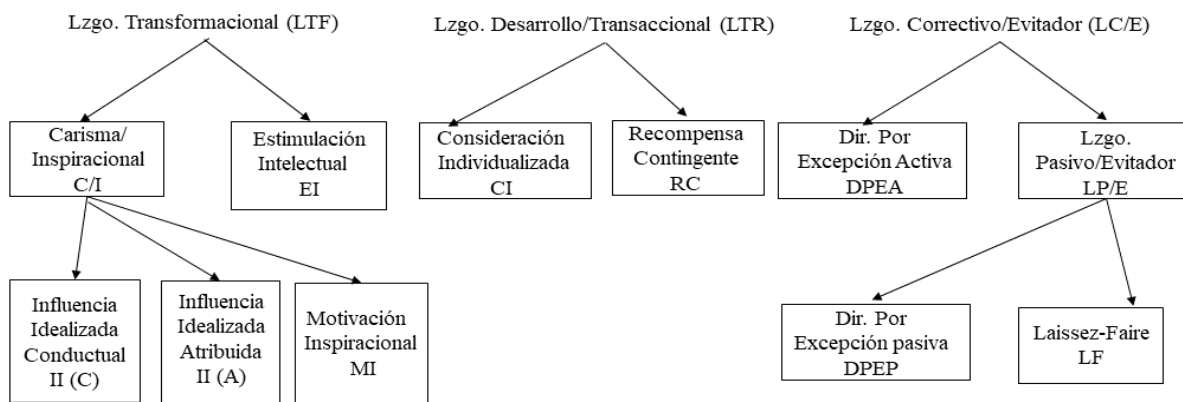 Lzgo. Transformacional (LTF)
Lzgo. Desarrollo/Transaccional (LTR)
Lzgo. Correctivo/Evitador (LC/E)
Carisma/
Inspiracional
C/I
Estimulación
Intelectual
EI
Consideración
Individualizada
CI
Recompensa
Contingente
RC
Dir. Por
Excepción Activa
DPEA
Lzgo.
Pasivo/Evitador
LP/E
Influencia
Idealizada
Conductual
II (C)
Influencia
Idealizada
Atribuida
II (A)
Motivación
Inspiracional
MI
Dir. Por
Excepción pasiva
DPEP
Laissez-Faire
LF